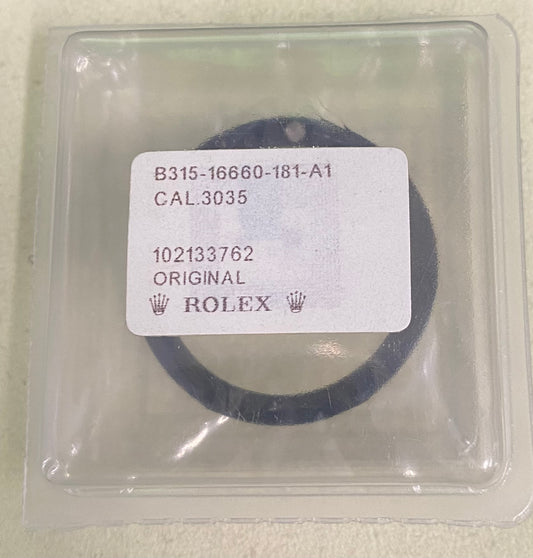 B315-16660-181-A1
CAL.3035
102133762
ORIGINAL
ROLEX